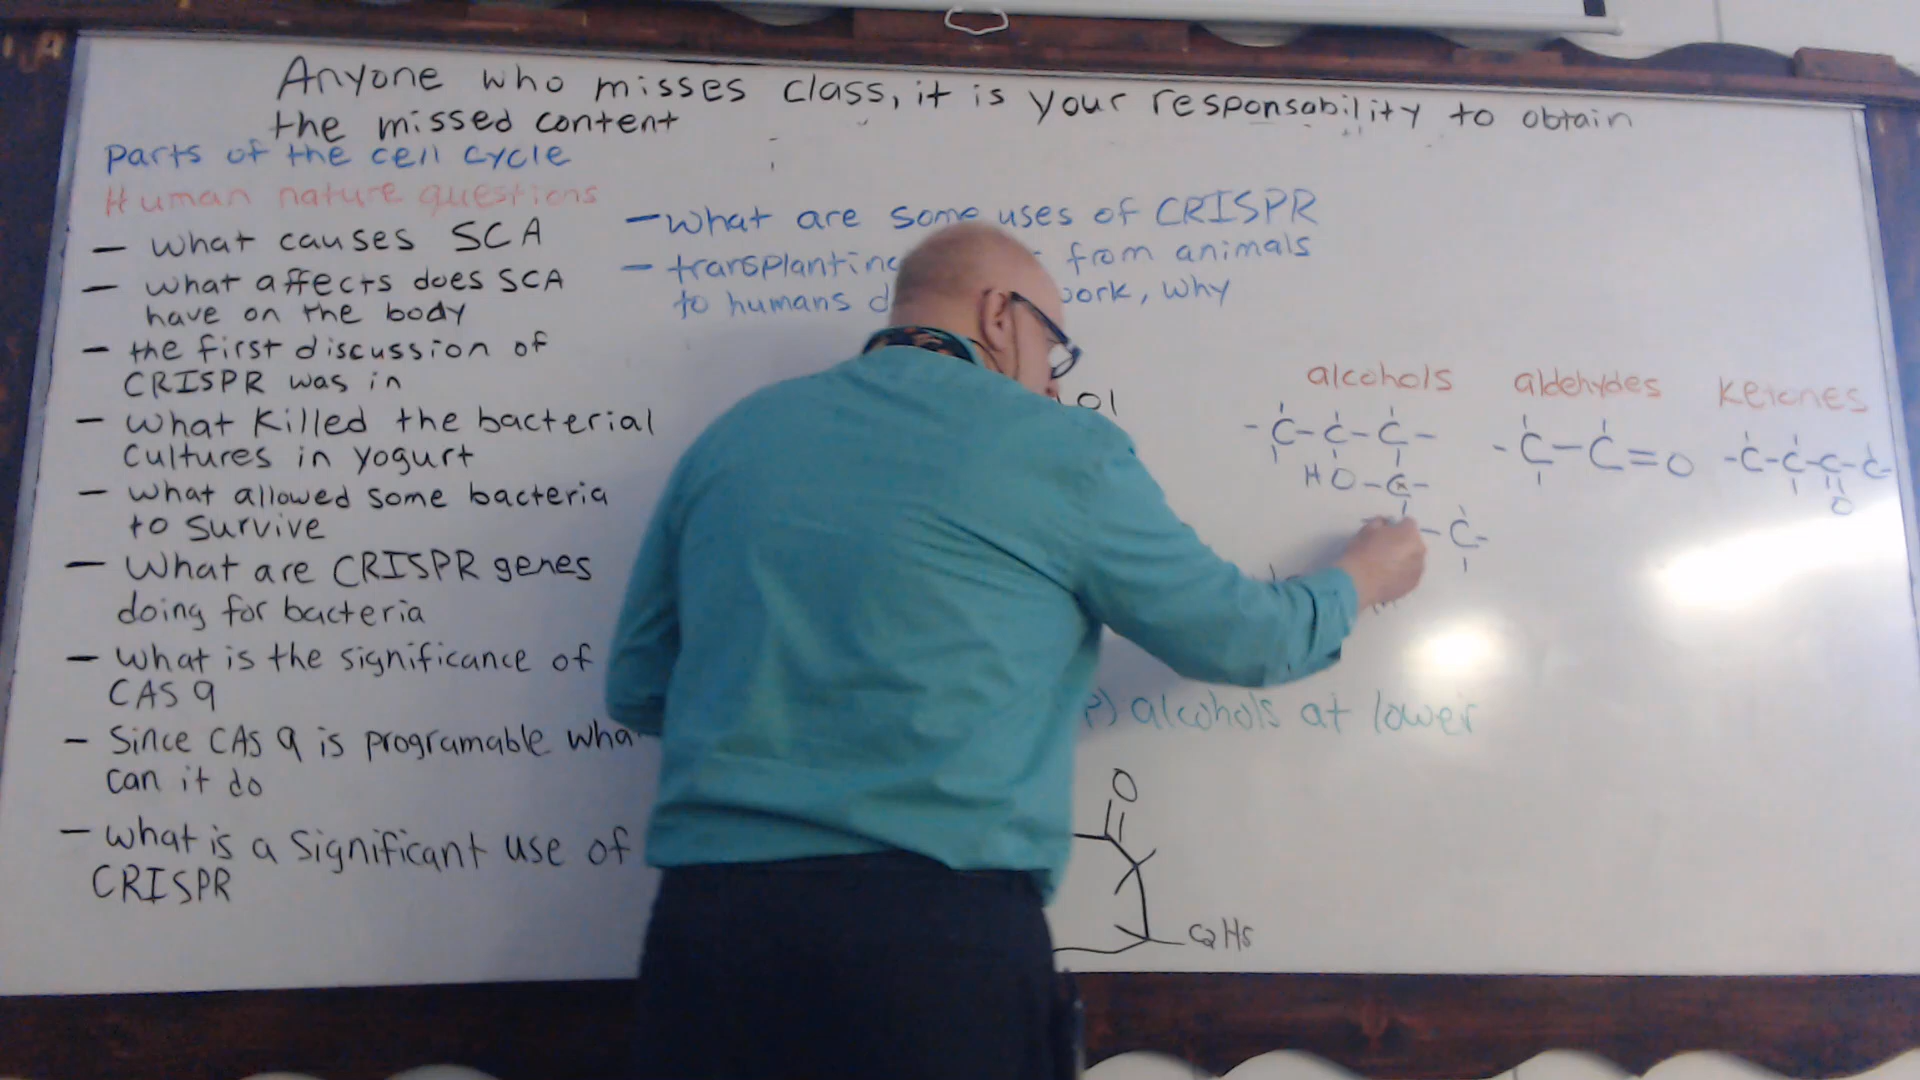 Anyone who misses class, it is your responsability to obtain
the missed content
parts of the cell cycle
Human nature questions
- what causes SCA
- what affects does SCA
have on the body
- the first discussion of
CRISPR was in
- what killed the bacterial
cultures in yogurt
- what allowed some bacteria
to survive
- What are CRISPR genes
doing for bacteria
- what is the significance of
CAS 9
- Since CAS 9 is programable wha
can it do
- what is a significant use of
CRISPR
- what are some uses of CRISPR
- transplanting from animals
to humans work, why
ol
alcohols aldehydes Ketones
-C-C-C- -C-C=O -C-C-C-C-
HO-C- O
-C-
alcohols at lower
O
C2H5